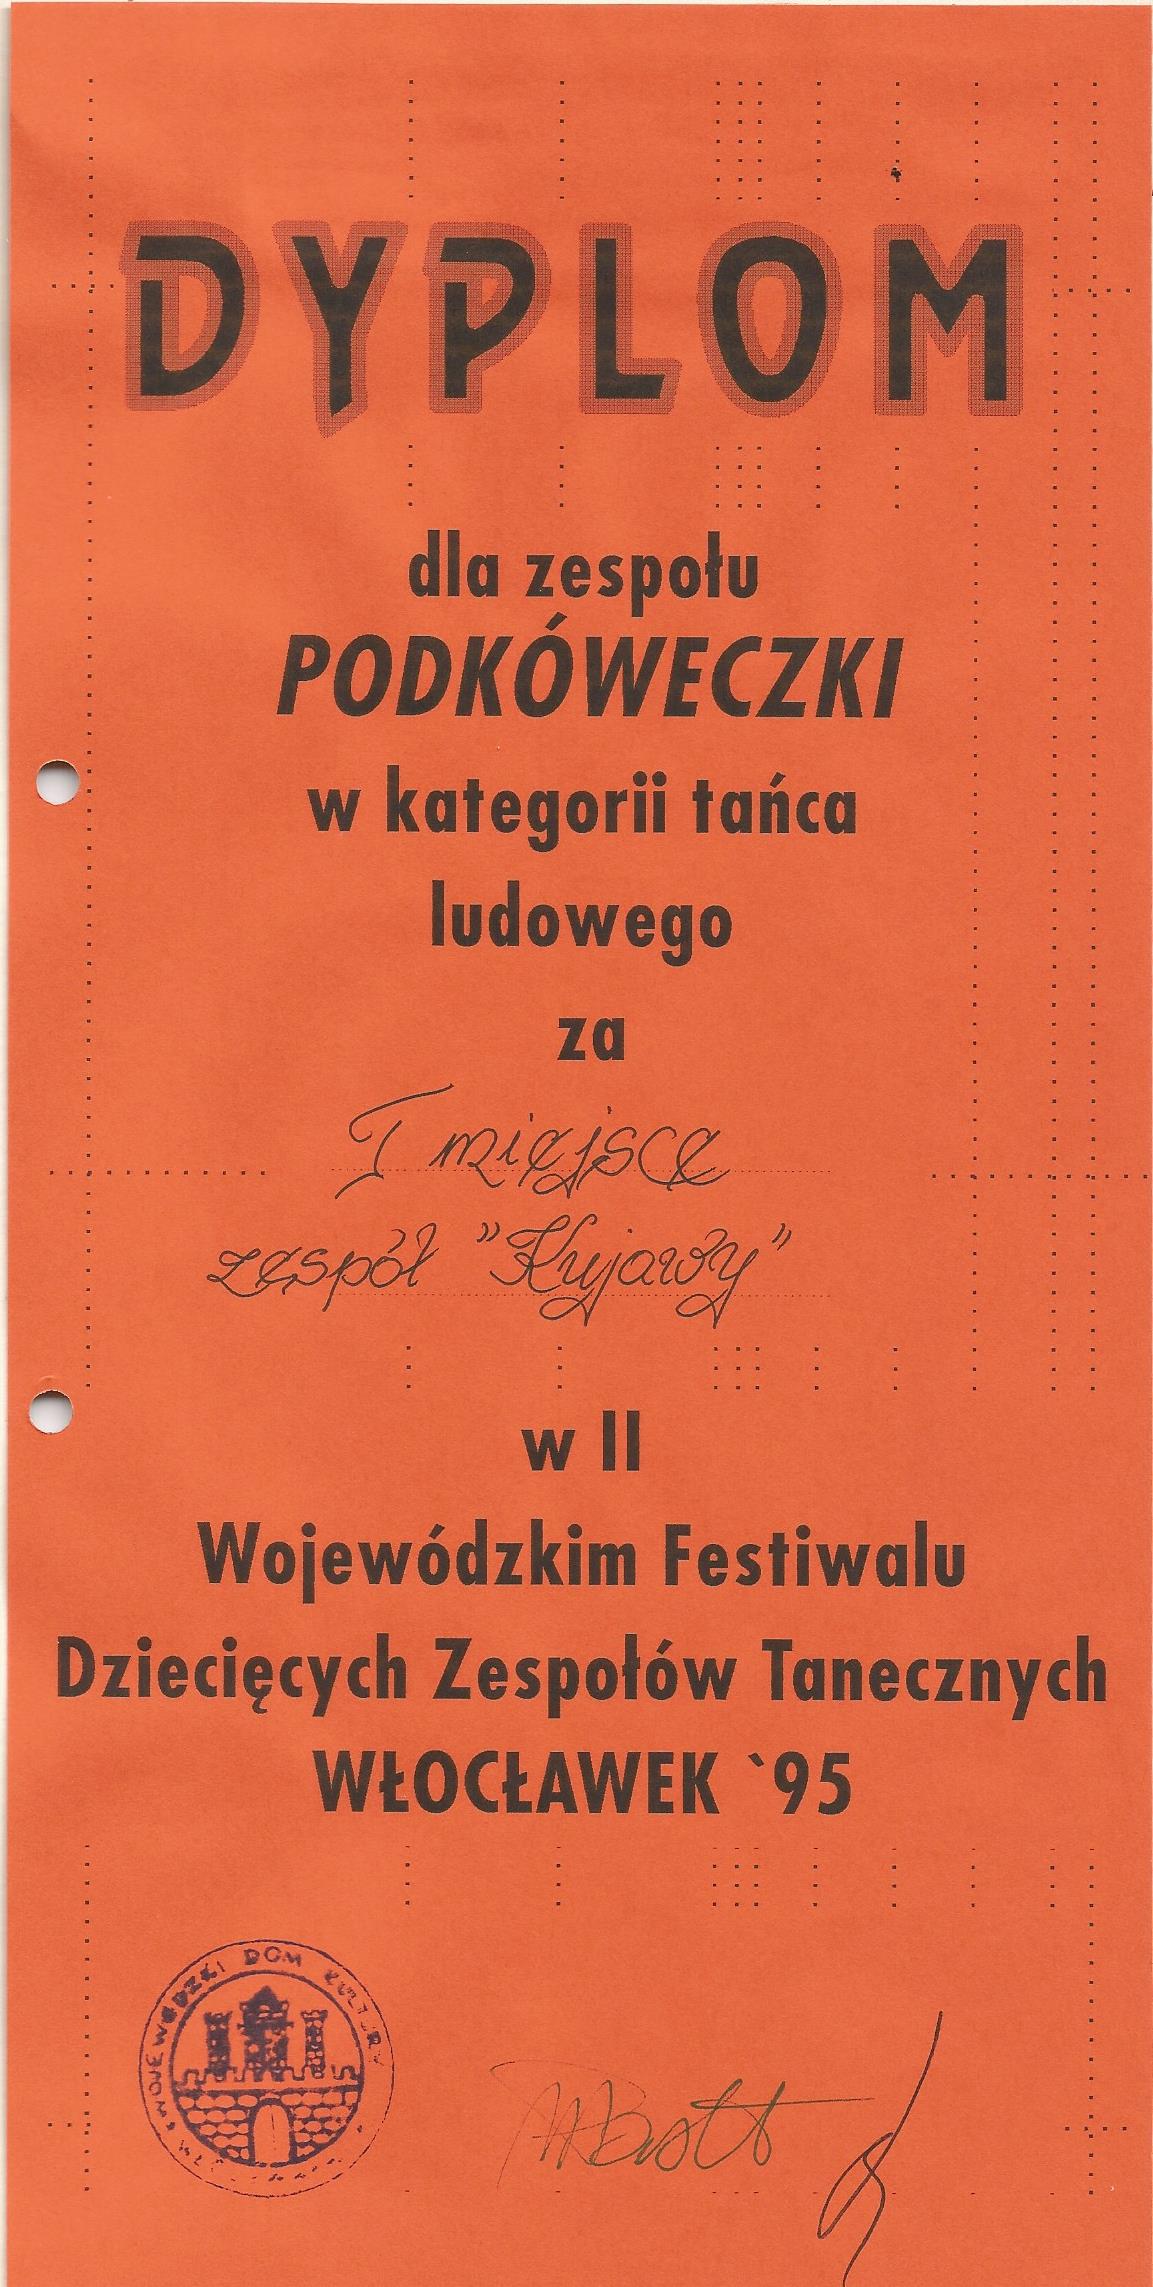 DYPLOM
dla zespołu
PODKÓWECZKI
w kategorii tańca
ludowego
za
I miejsce
zespół "Kujawy"
w II
Wojewódzkim Festiwalu
Dziecięcych Zespołów Tanecznych
WŁOCŁAWEK `95
WOJEWÓDZKI DOM KULTURY